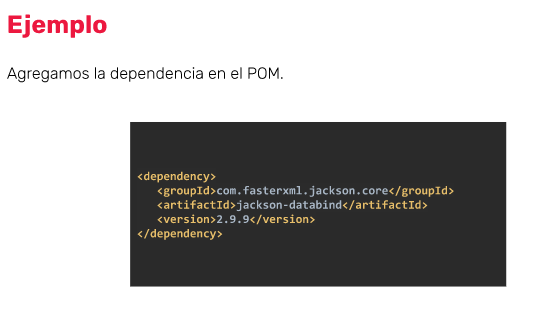 Ejemplo
Agregamos la dependencia en el POM.
<dependency>
<groupId>com.fasterxml.jackson.core</groupId>
<artifactId>jackson-databind</artifactId>
<version>2.9.9</version>
</dependency>